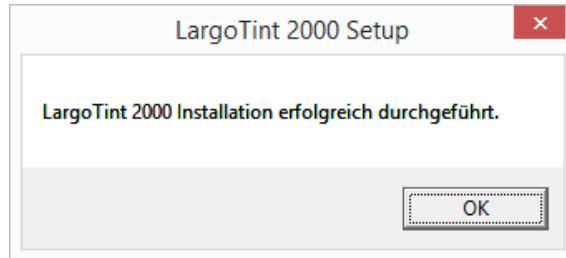 LargoTint 2000 Setup
LargoTint 2000 Installation erfolgreich durchgeführt.
OK